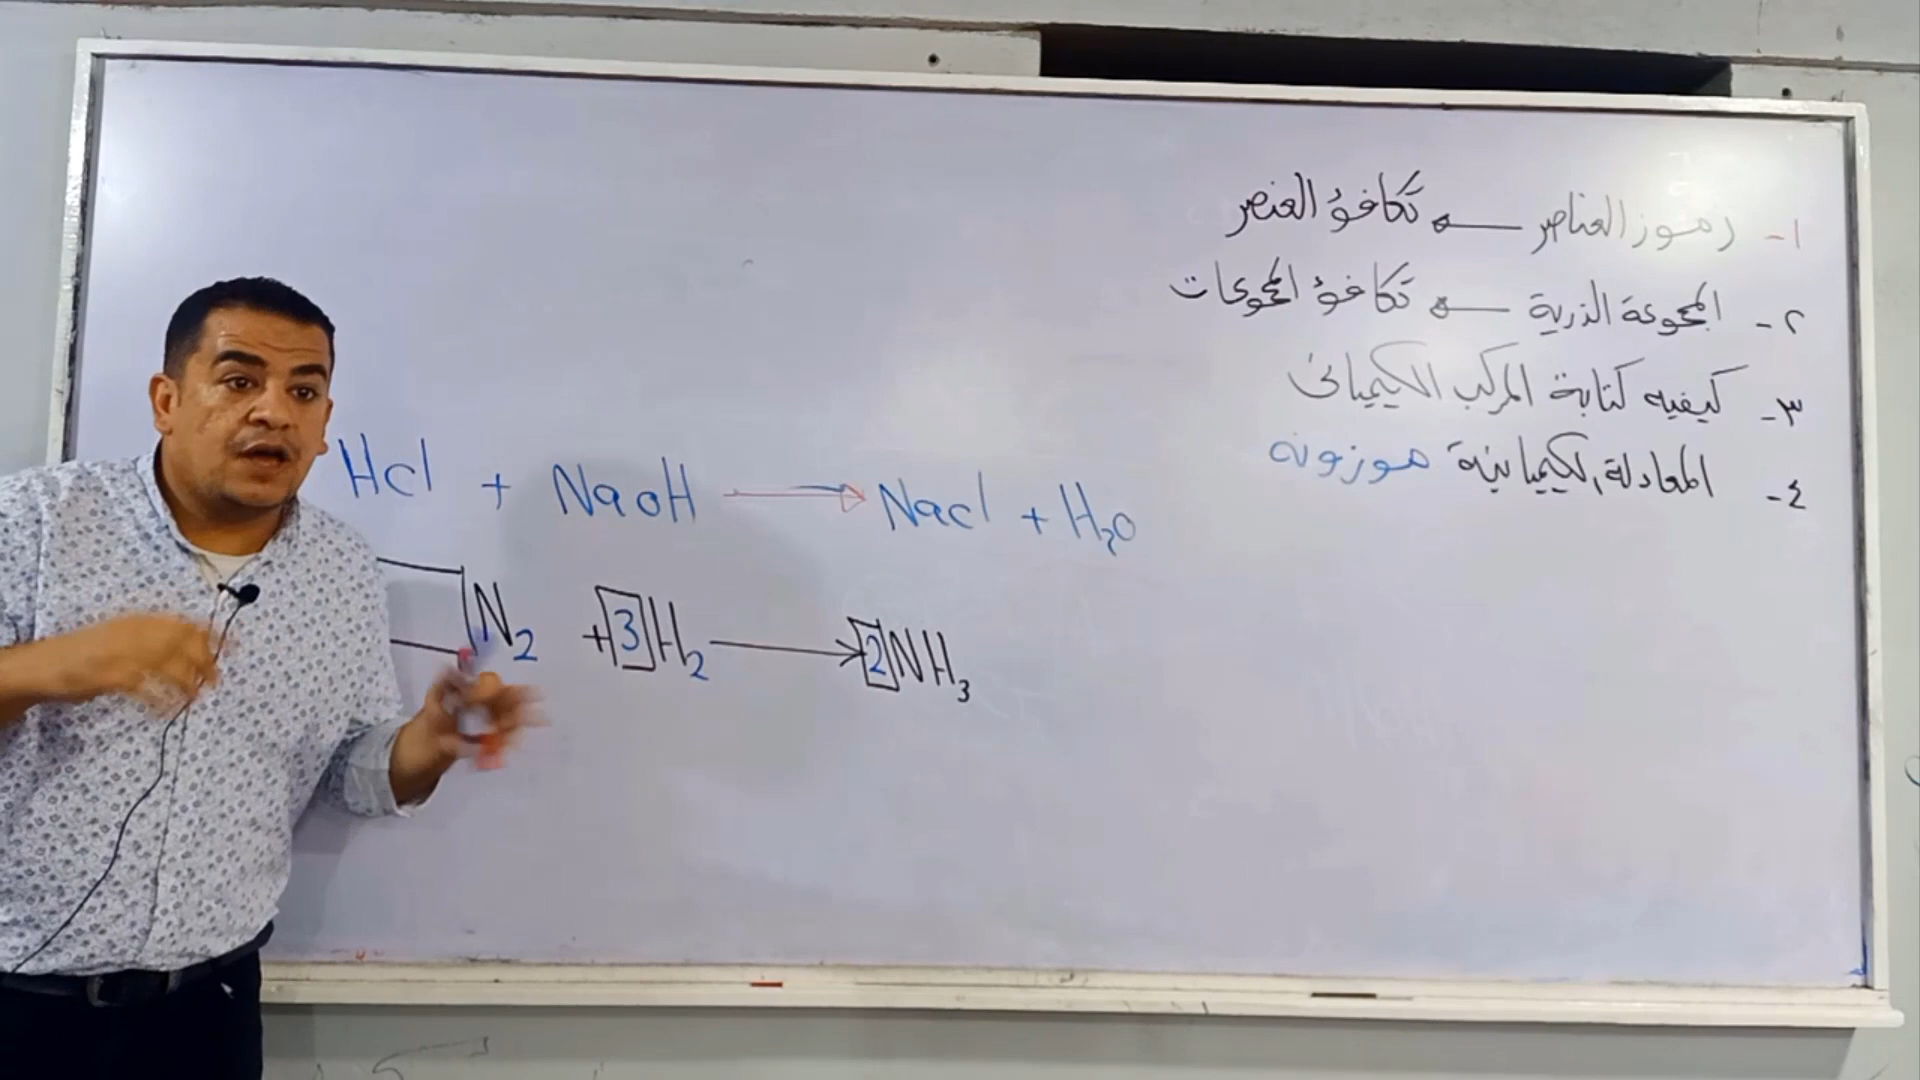 ١- رموز العناصر ← تكافؤ العنصر
٢- المجموعة الذرية ← تكافؤ المجموعات
٣- كيفيه كتابة المركب الكيميائى
٤- المعادلة الكيميائية موزونه
Hcl + NaoH → Nacl + H₂o
N₂ + 3H₂ → 2NH₃